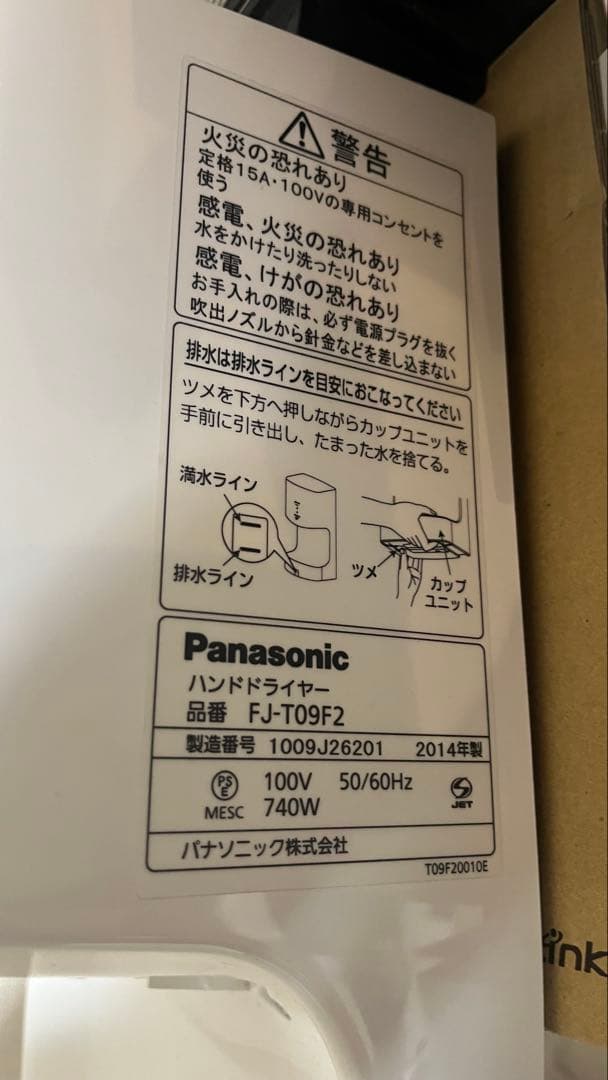 警告
火災の恐れあり
定格15A・100Vの専用コンセントを
使う
感電、火災の恐れあり
水をかけたり洗ったりしない
感電、けがの恐れあり
お手入れの際は、必ず電源プラグを抜く
吹出ノズルから針金などを差し込まない
排水は排水ラインを目安におこなってください
ツメを下方へ押しながらカップユニットを
手前に引き出し、たまった水を捨てる。
満水ライン
排水ライン
ツメ
カップ
ユニット
Panasonic
ハンドドライヤー
品番 FJ-T09F2
製造番号 1009J26201 2014年製
PS
E
MESC
100V 50/60Hz
740W
JET
パナソニック株式会社
T09F20010E
ink